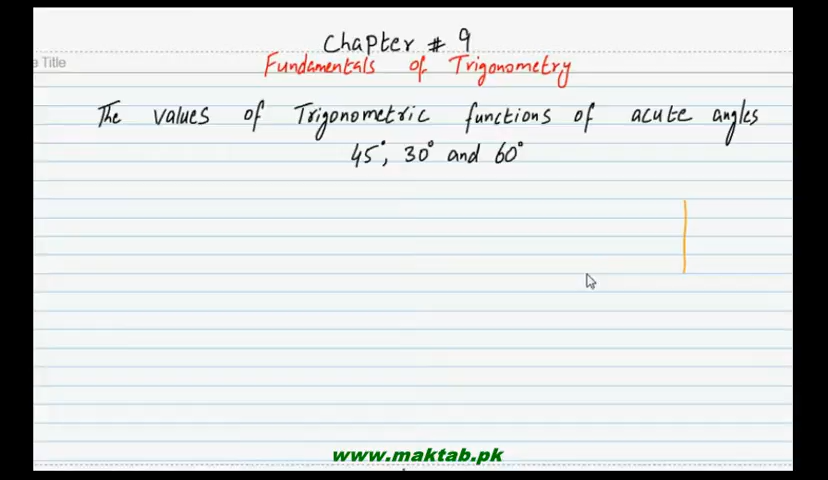 Chapter # 9
a Title
Fundamentals of Trigonometry
The values of Trigonometric functions of acute angles
45°, 30° and 60°
www.maktab.pk